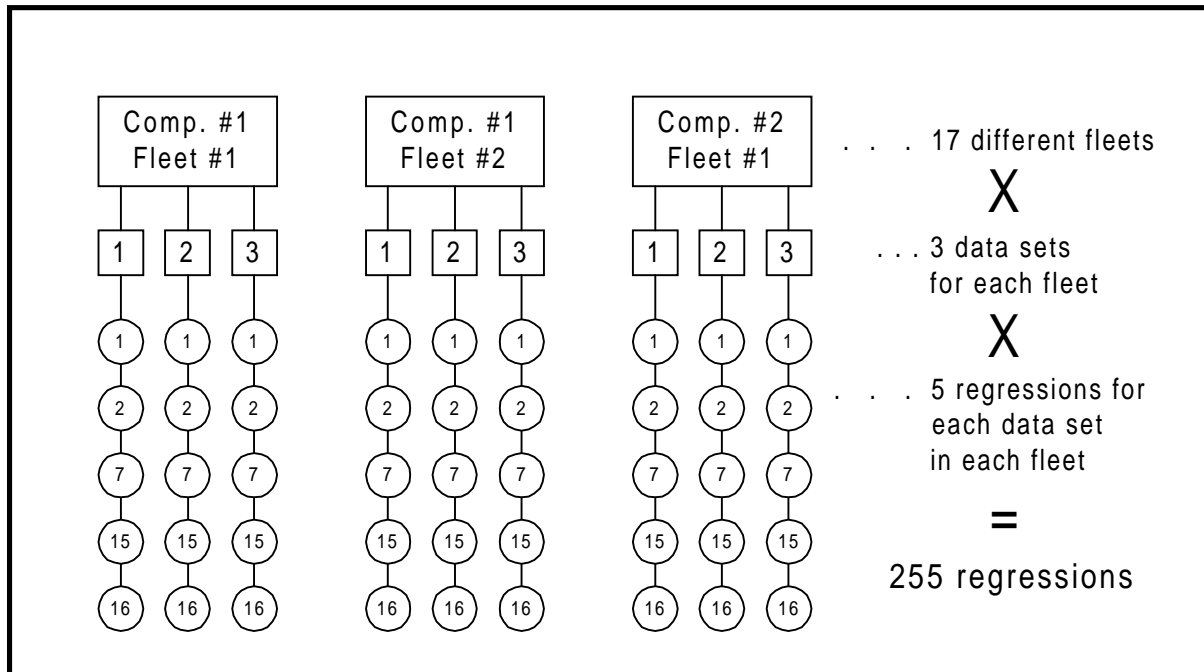 Comp. #1
Fleet #1
Comp. #1
Fleet #2
Comp. #2
Fleet #1
. . . 17 different fleets
X
1 2 3 1 2 3 1 2 3
. . . 3 data sets
for each fleet
X
1 1 1 1 1 1 1 1 1
2 2 2 2 2 2 2 2 2
. . . 5 regressions for
each data set
in each fleet
7 7 7 7 7 7 7 7 7
=
15 15 15 15 15 15 15 15 15
255 regressions
16 16 16 16 16 16 16 16 16